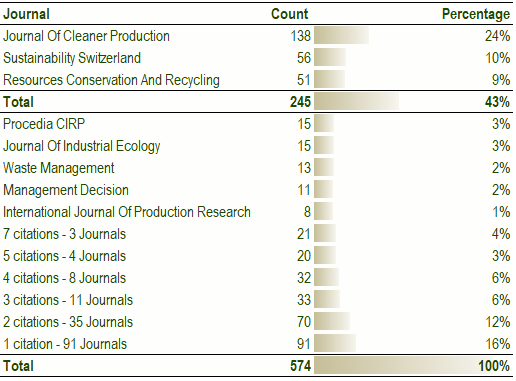 Journal Count Percentage
Journal Of Cleaner Production 138 24%
Sustainability Switzerland 56 10%
Resources Conservation And Recycling 51 9%
Total 245 43%
Procedia CIRP 15 3%
Journal Of Industrial Ecology 15 3%
Waste Management 13 2%
Management Decision 11 2%
International Journal Of Production Research 8 1%
7 citations - 3 Journals 21 4%
5 citations - 4 Journals 20 3%
4 citations - 8 Journals 32 6%
3 citations - 11 Journals 33 6%
2 citations - 35 Journals 70 12%
1 citation - 91 Journals 91 16%
Total 574 100%